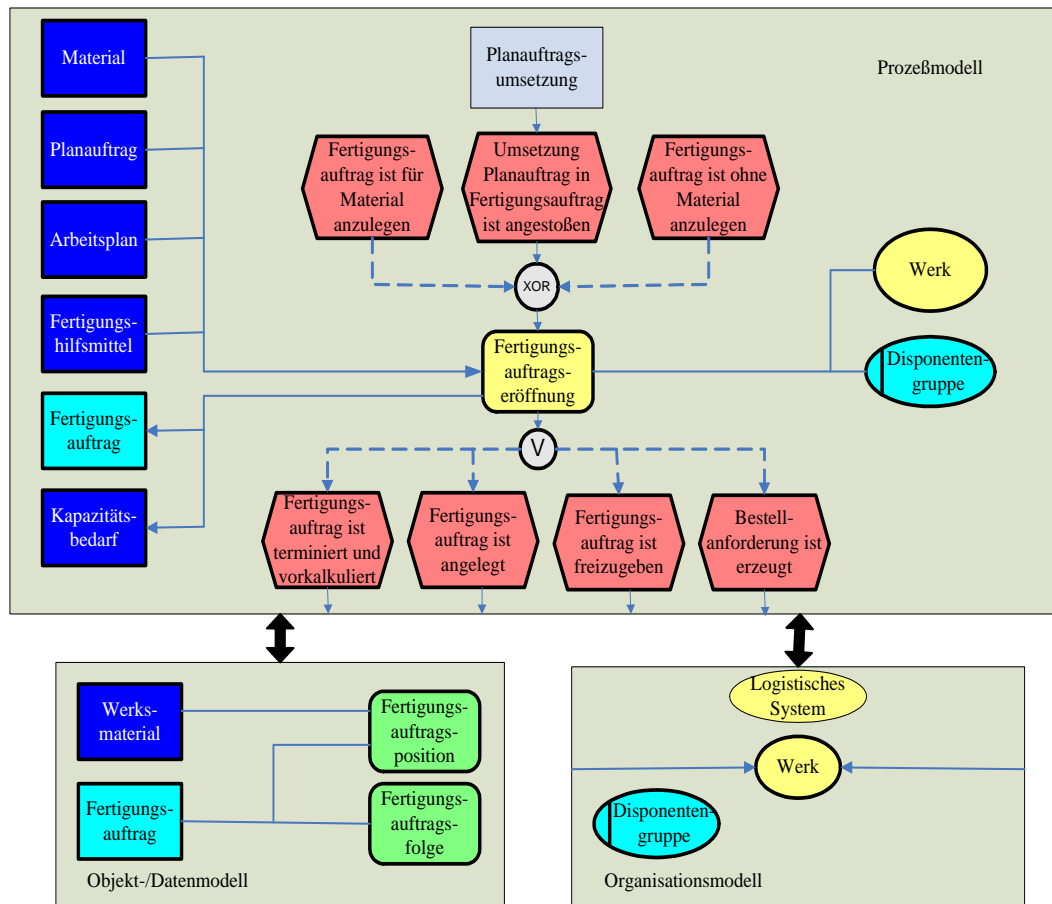 Material
Planauftrag
Arbeitsplan
Fertigungs-
hilfsmittel
Fertigungs-
auftrag
Kapazitäts-
bedarf
Planauftrags-
umsetzung
Prozeßmodell
Fertigungs-
auftrag ist für
Material
anzulegen
Umsetzung
Planauftrag in
Fertigungsauftrag
ist angestoßen
Fertigungs-
auftrag ist ohne
Material
anzulegen
XOR
Fertigungs-
auftrags-
eröffnung
Werk
Disponenten-
gruppe
V
Fertigungs-
auftrag ist
terminiert und
vorkalkuliert
Fertigungs-
auftrag ist
angelegt
Fertigungs-
auftrag ist
freizugeben
Bestell-
anforderung ist
erzeugt
Werks-
material
Fertigungs-
auftrag
Fertigungs-
auftrags-
position
Fertigungs-
auftrags-
folge
Objekt-/Datenmodell
Logistisches
System
Werk
Disponenten-
gruppe
Organisationsmodell